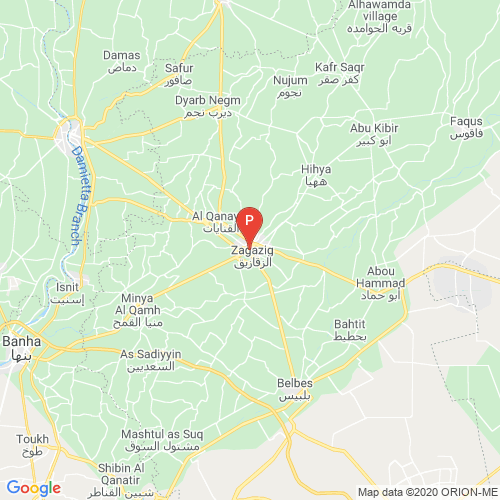 Alhawamda
village
قريه الحوامده
Damas
دماص
Safur
صافور
Kafr Saqr
كفر صقر
Nujum
نجوم
Dyarb Negm
ديرب نجم
Faqus
فاقوس
Abu Kibir
ابو كبير
Hihya
ههيا
Damietta Branch
Al Qanay
القنايات
P
Zagazig
الزقازيق
Isnit
إسنيت
Abou
Hammad
أبو حماد
Minya
Al Qamh
منيا القمح
Banha
بنها
Bahtit
بحطيط
As Sadiyyin
السعديين
Belbes
بلبيس
Toukh
طوخ
Mashtul as Suq
مشتول السوق
Shibin Al
Qanatir
شبين القناطر
Google
Map data ©2020 ORION-ME